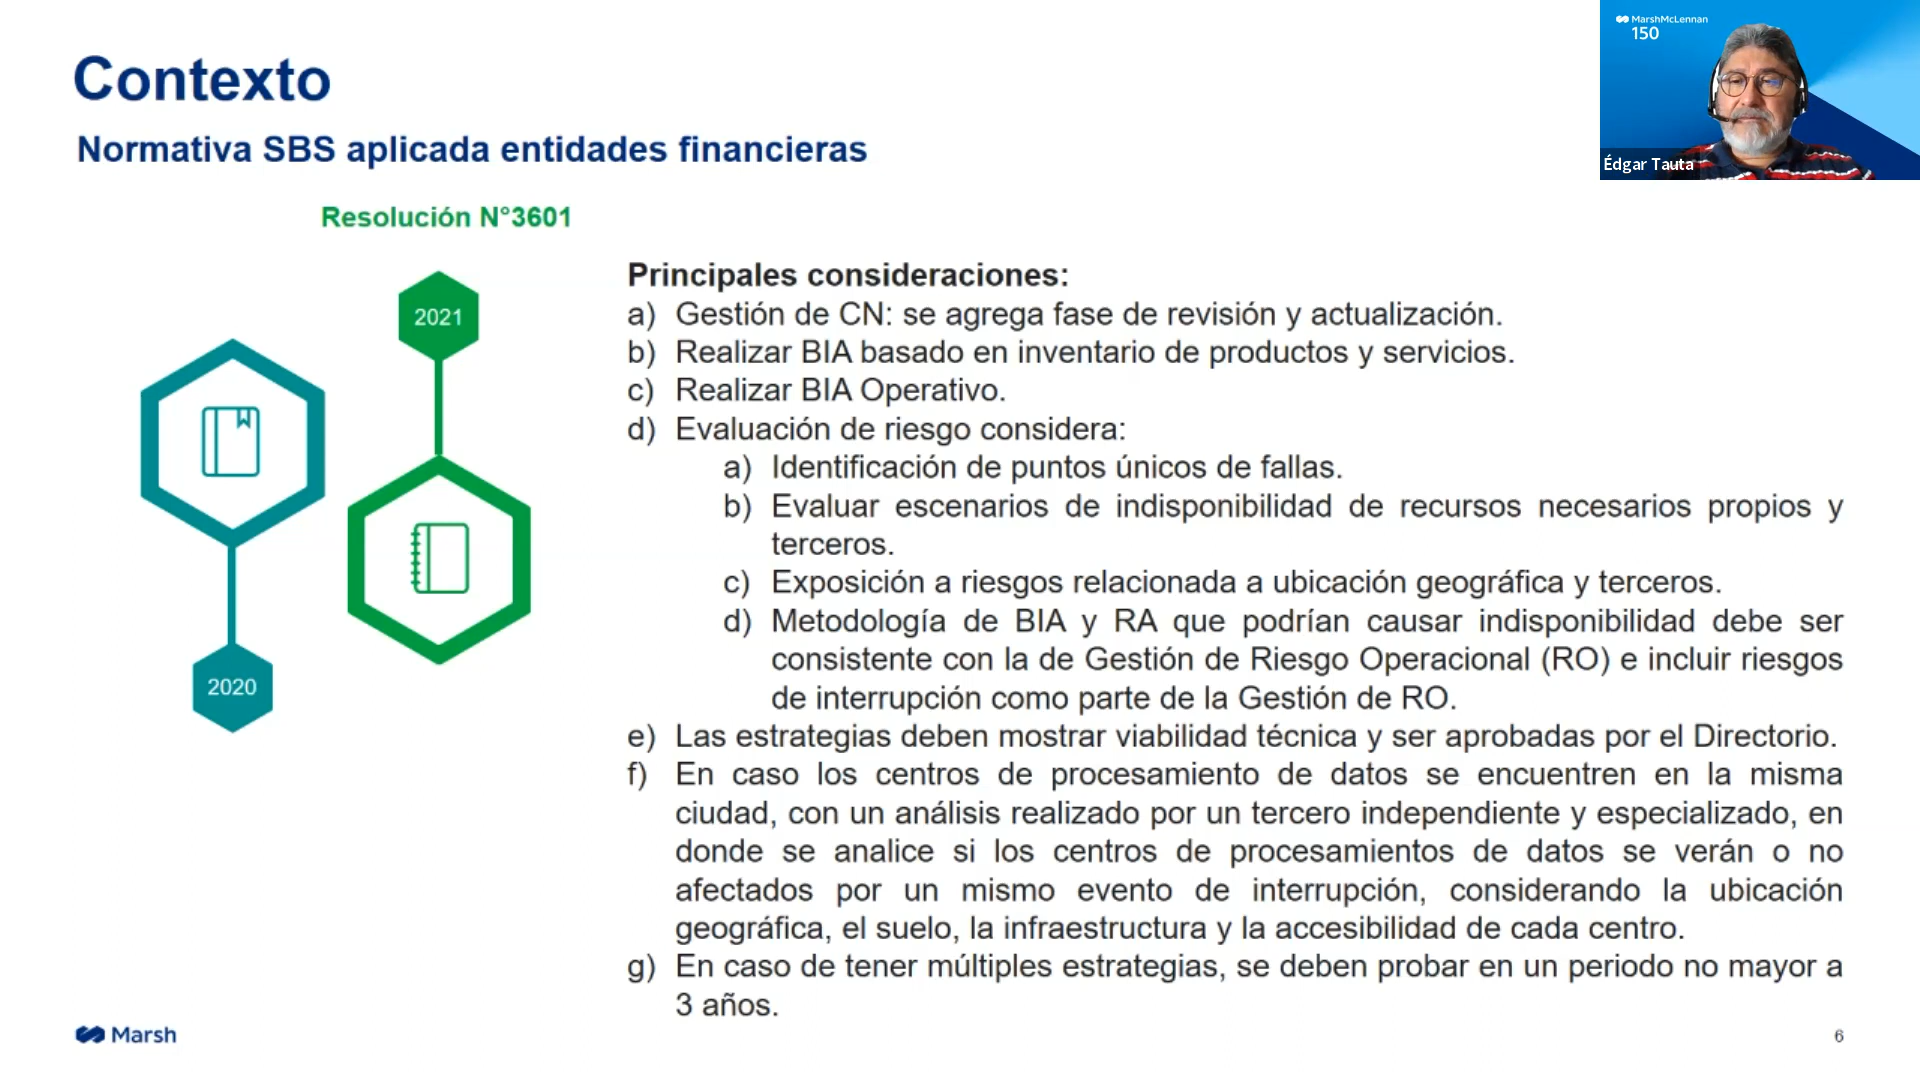 Contexto
Normativa SBS aplicada entidades financieras
MarshMcLennan
150
Édgar Tauta
Resolución N°3601
2021
2020
Principales consideraciones:
a) Gestión de CN: se agrega fase de revisión y actualización.
b) Realizar BIA basado en inventario de productos y servicios.
c) Realizar BIA Operativo.
d) Evaluación de riesgo considera:
a) Identificación de puntos únicos de fallas.
b) Evaluar escenarios de indisponibilidad de recursos necesarios propios y
terceros.
c) Exposición a riesgos relacionada a ubicación geográfica y terceros.
d) Metodología de BIA y RA que podrían causar indisponibilidad debe ser
consistente con la de Gestión de Riesgo Operacional (RO) e incluir riesgos
de interrupción como parte de la Gestión de RO.
e) Las estrategias deben mostrar viabilidad técnica y ser aprobadas por el Directorio.
f) En caso los centros de procesamiento de datos se encuentren en la misma
ciudad, con un análisis realizado por un tercero independiente y especializado, en
donde se analice si los centros de procesamientos de datos se verán o no
afectados por un mismo evento de interrupción, considerando la ubicación
geográfica, el suelo, la infraestructura y la accesibilidad de cada centro.
g) En caso de tener múltiples estrategias, se deben probar en un periodo no mayor a
3 años.
Marsh
6